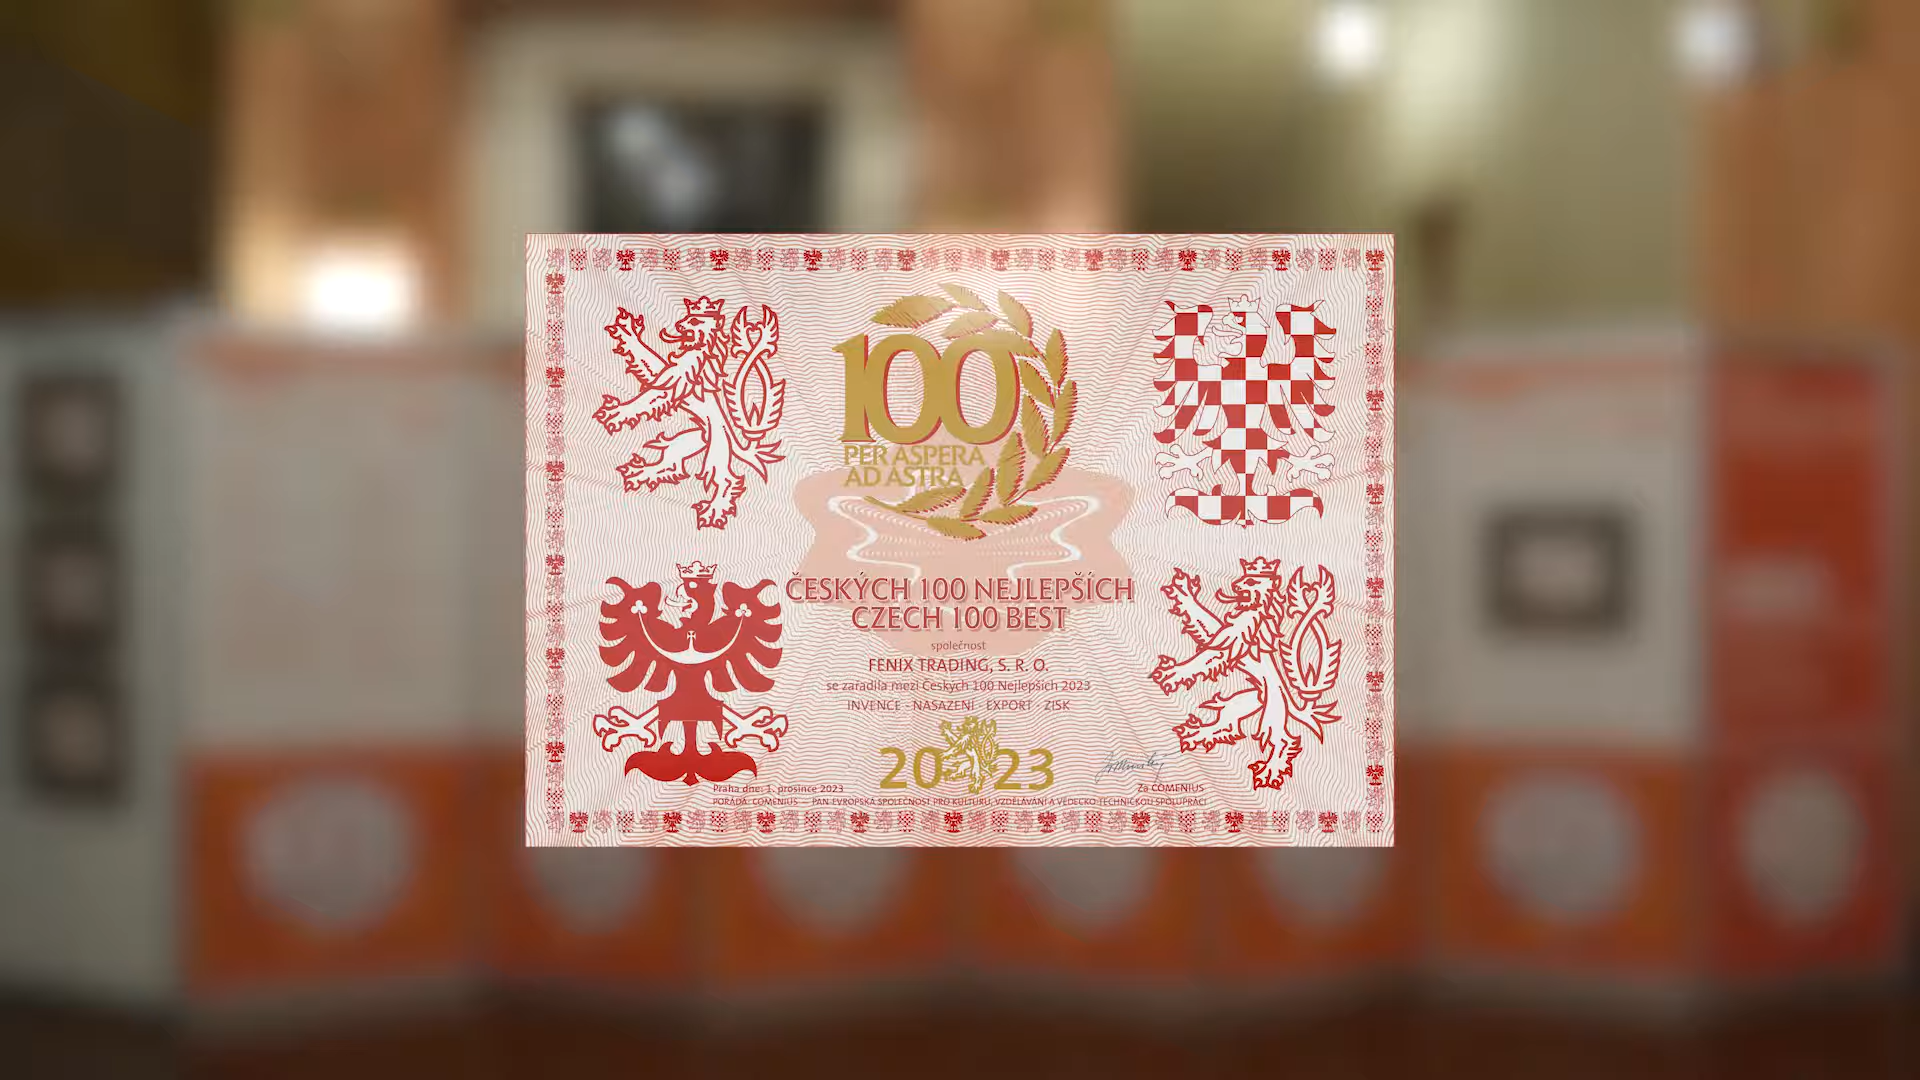 100
PER ASPERA
AD ASTRA
ČESKÝCH 100 NEJLEPŠÍCH
CZECH 100 BEST
společnost
FENIX TRADING, S. R. O.
se zařadila mezi Českých 100 Nejlepších 2023
INVENCE - NASAZENÍ - EXPORT - ZISK
2023
Praha dne: 1. prosince 2023
Za COMENIUS
POŘÁDÁ: COMENIUS — PAN EVROPSKÁ SPOLEČNOST PRO KULTURU, VZDĚLÁVÁNÍ A VĚDECKO TECHNICKOU SPOLUPRÁCI